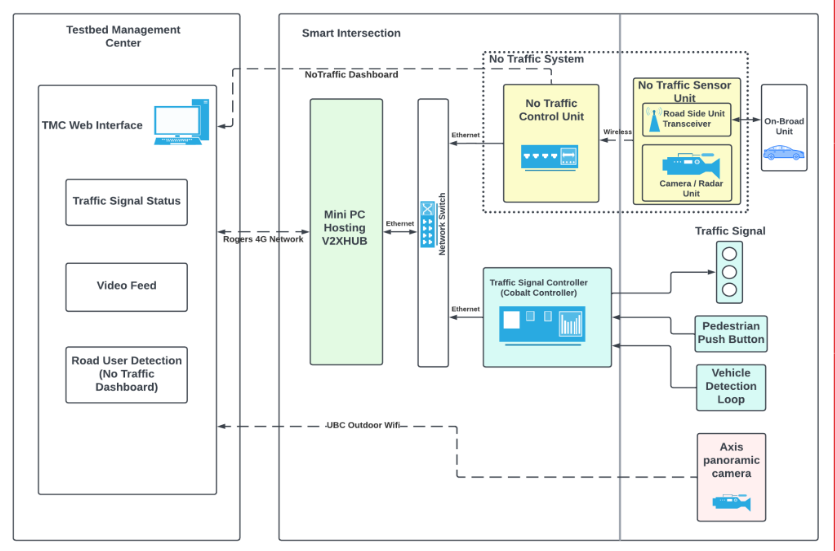 Testbed Management
Center
TMC Web Interface
Traffic Signal Status
Video Feed
Road User Detection
(No Traffic
Dashboard)
Smart Intersection
NoTraffic Dashboard
Rogers 4G Network
UBC Outdoor Wifi
Mini PC
Hosting
V2XHUB
Ethernet
Network Switch
Ethernet
Ethernet
No Traffic System
No Traffic
Control Unit
Wireless
No Traffic Sensor
Unit
Road Side Unit
Transceiver
Camera / Radar
Unit
On-Broad
Unit
Traffic Signal Controller
(Cobalt Controller)
Traffic Signal
Pedestrian
Push Button
Vehicle
Detection
Loop
Axis
panoramic
camera